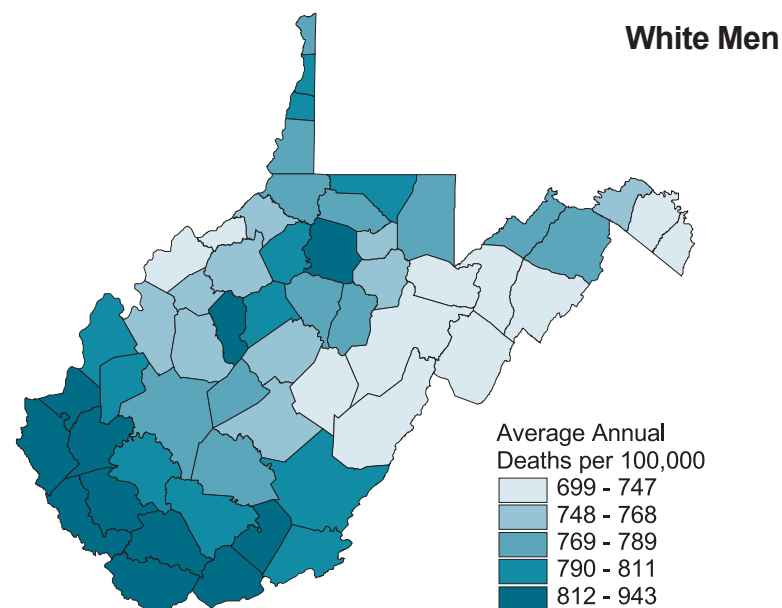 White Men
Average Annual
Deaths per 100,000
699 - 747
748 - 768
769 - 789
790 - 811
812 - 943